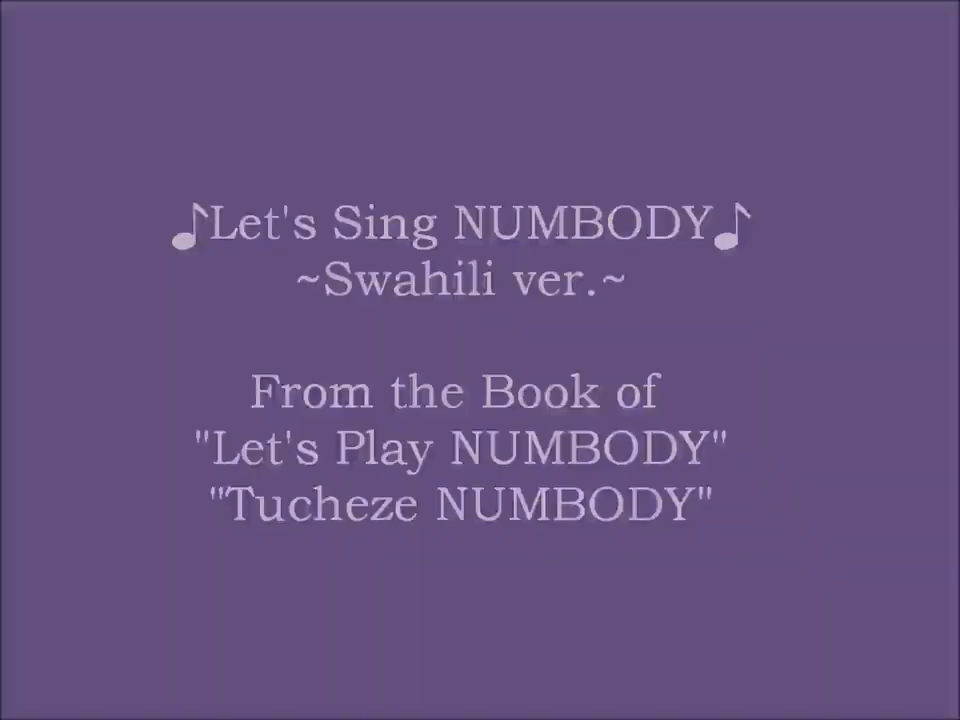 ♪Let's Sing NUMBODY♪
~Swahili ver.~
From the Book of
"Let's Play NUMBODY"
"Tucheze NUMBODY"